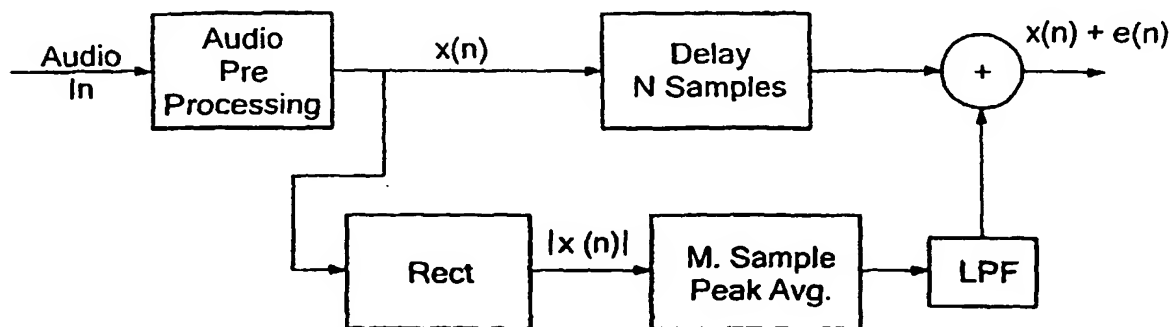 Audio
In
Audio
Pre
Processing
x(n)
Delay
N Samples
+
x(n) + e(n)
Rect
|x (n)|
M. Sample
Peak Avg.
LPF